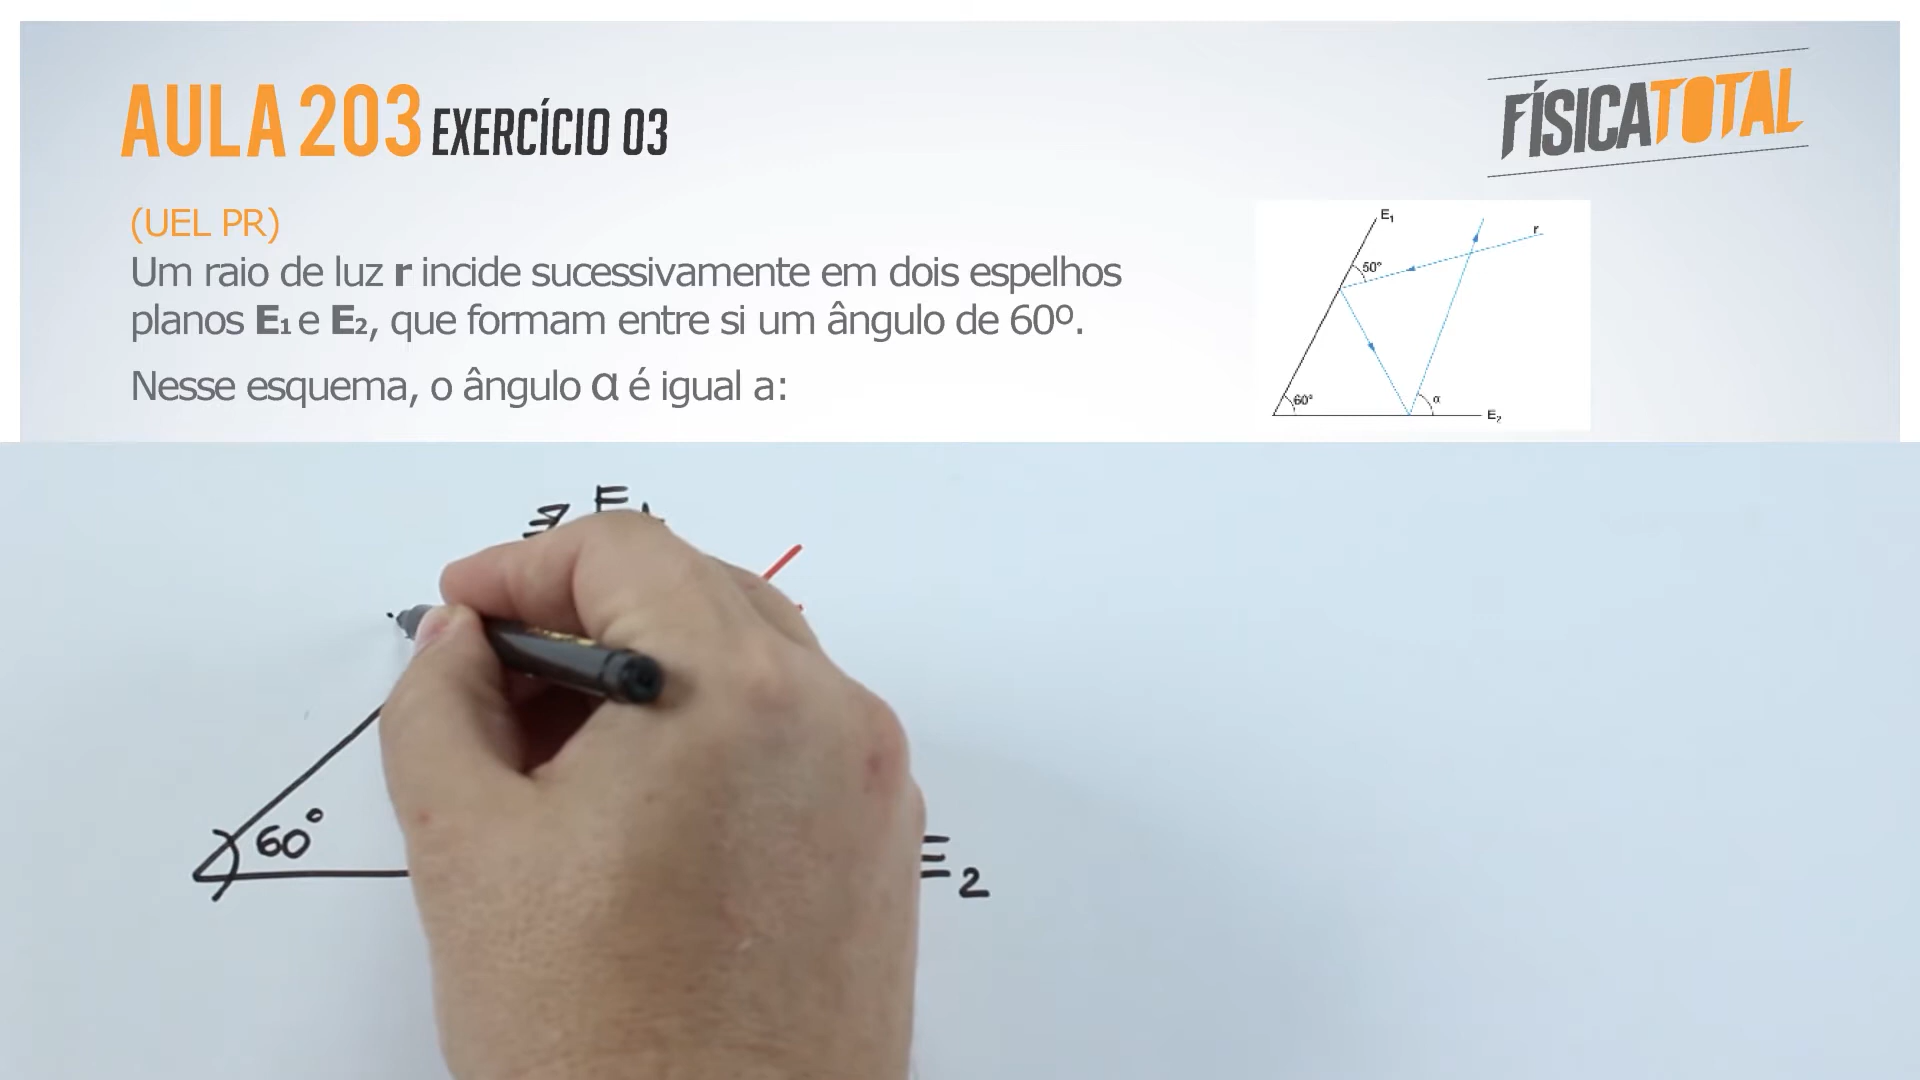 AULA 203 EXERCÍCIO 03
FÍSICATOTAL
(UEL PR)
Um raio de luz r incide sucessivamente em dois espelhos
planos E₁ e E₂, que formam entre si um ângulo de 60º.
Nesse esquema, o ângulo α é igual a:
E₁
r
50°
60°
α
E₂
60°
E₂